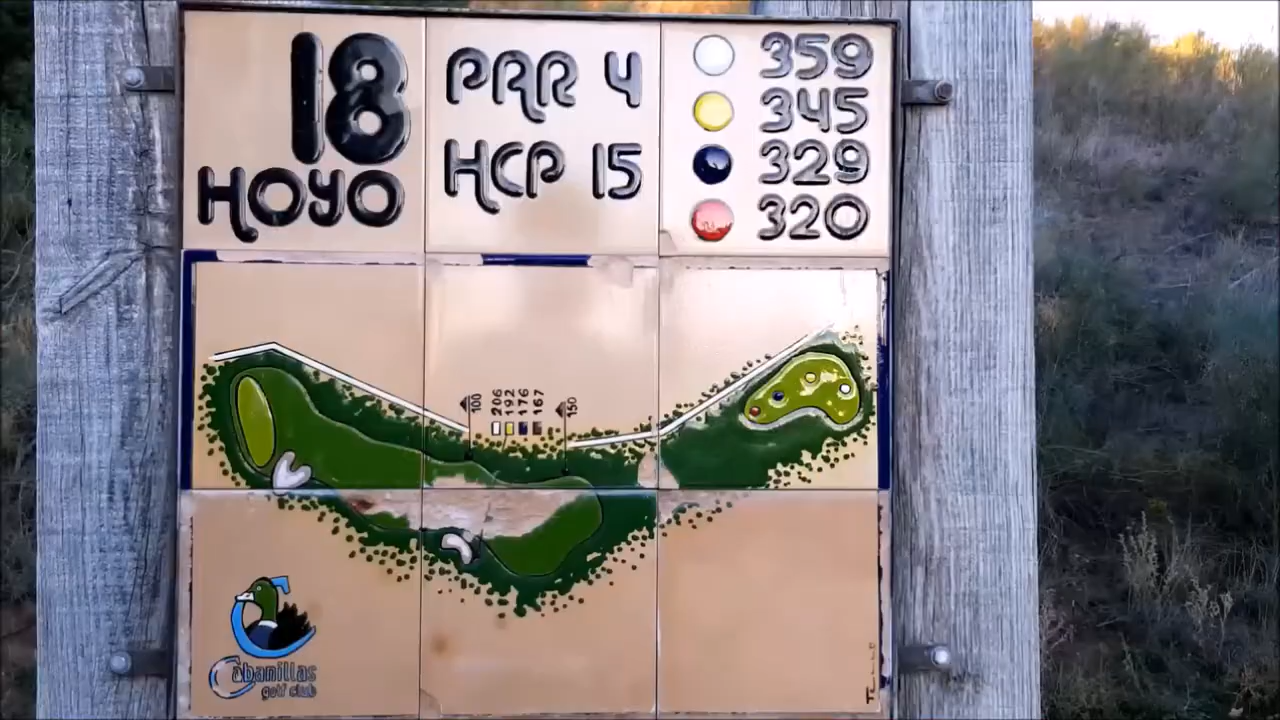 18
HOYO
PAR 4
HCP 15
359
345
329
320
100
206
192
176
167
150
Cabanillas
golf club